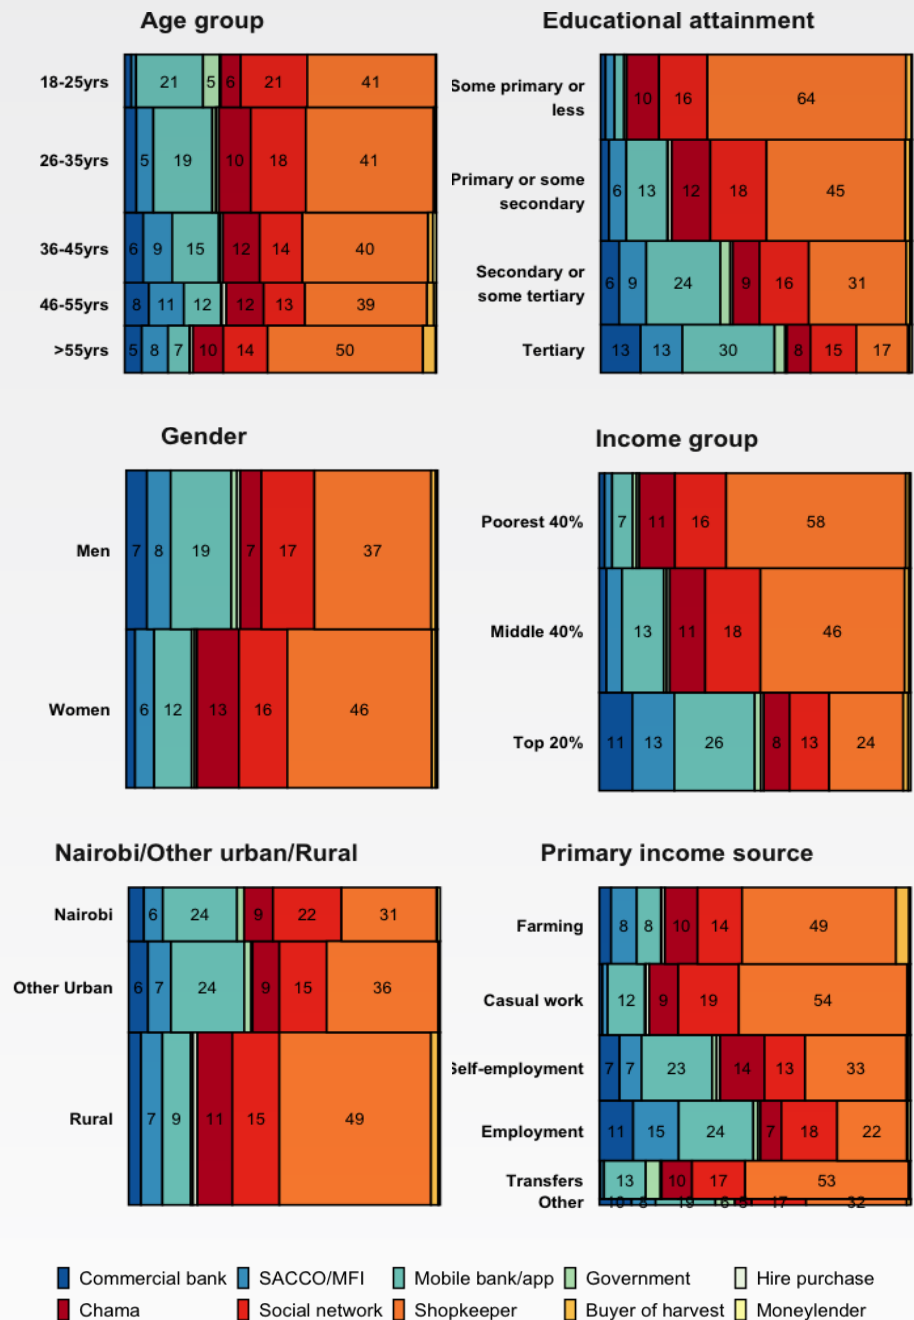 Age group
18-25yrs 21 5 6 21 41
26-35yrs 5 19 10 18 41
36-45yrs 6 9 15 12 14 40
46-55yrs 8 11 12 12 13 39
>55yrs 5 8 7 10 14 50
Educational attainment
Some primary or
less
10 16 64
Primary or some
secondary
6 13 12 18 45
Secondary or
some tertiary
6 9 24 9 16 31
Tertiary 13 13 30 8 15 17
Gender
Men 7 8 19 7 17 37
Women 6 12 13 16 46
Income group
Poorest 40% 7 11 16 58
Middle 40% 13 11 18 46
Top 20% 11 13 26 8 13 24
Nairobi/Other urban/Rural
Nairobi 6 24 9 22 31
Other Urban 6 7 24 9 15 36
Rural 7 9 11 15 49
Primary income source
Farming 8 8 10 14 49
Casual work 12 9 19 54
Self-employment 7 7 23 14 13 33
Employment 11 15 24 7 18 22
Transfers 13 10 17 53
Other 10 8 19 6 17 32
Commercial bank SACCO/MFI Mobile bank/app Government Hire purchase
Chama Social network Shopkeeper Buyer of harvest Moneylender